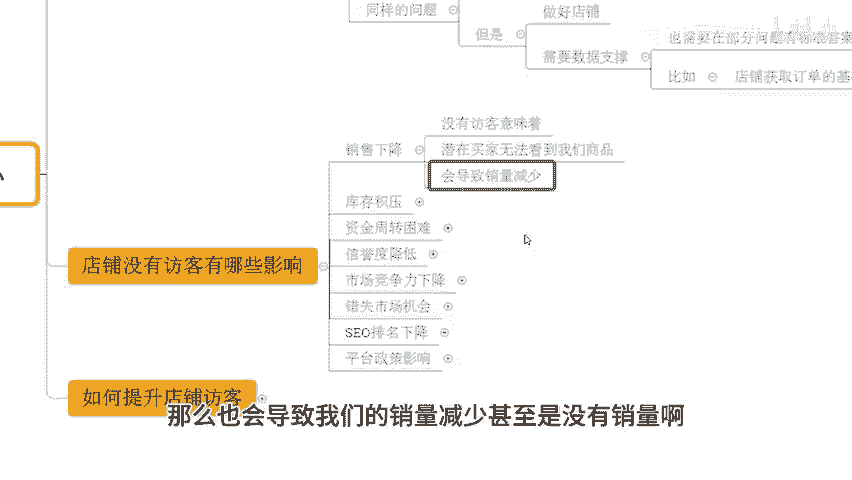 同样的问题
但是
做好店铺
需要数据支撑
也需要在部分问题有标准答案
比如
店铺获取订单的基
销售下降
没有访客意味着
潜在买家无法看到我们商品
会导致销量减少
库存积压
资金周转困难
店铺没有访客有哪些影响
信誉度降低
市场竞争力下降
错失市场机会
SEO排名下降
平台政策影响
如何提升店铺访客
那么也会导致我们的销量减少甚至是没有销量啊